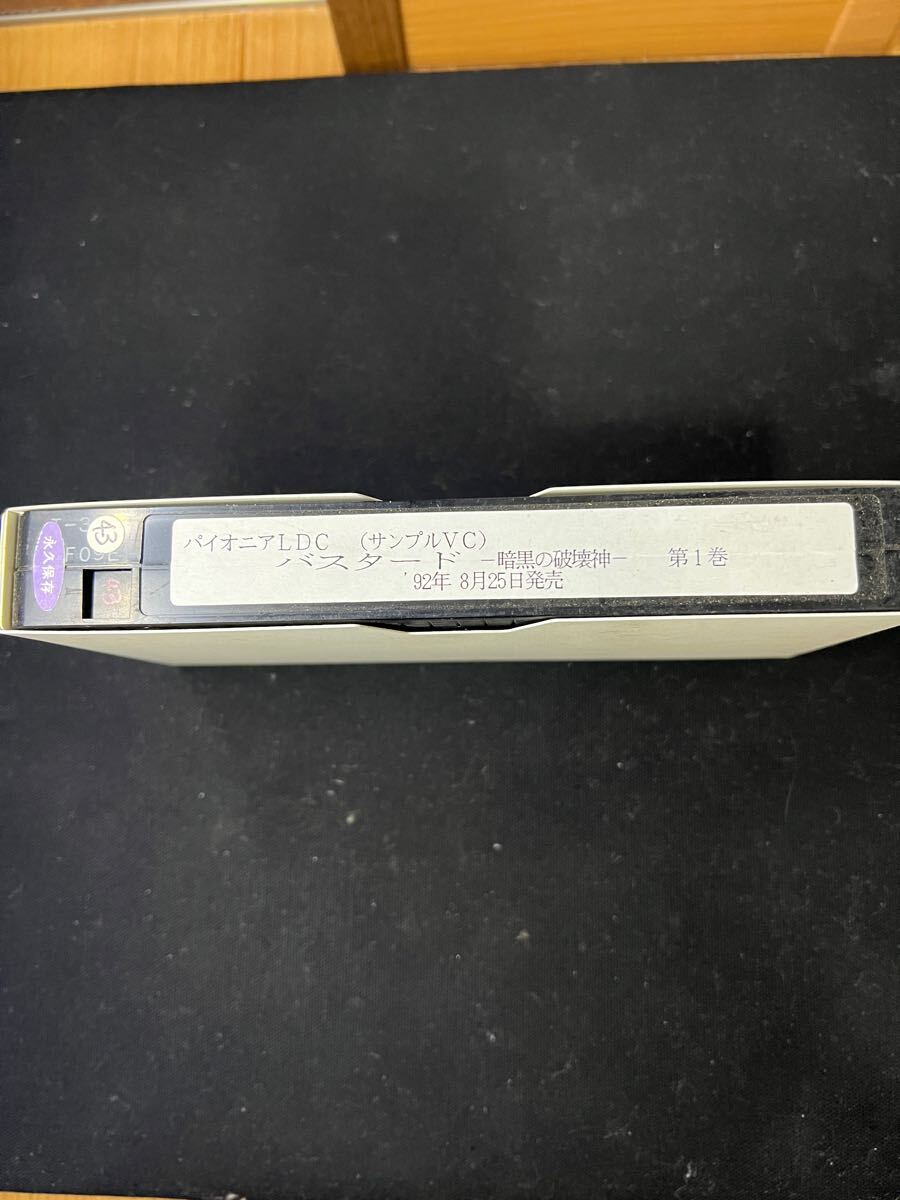 永久保存
43
43
パイオニアLDC (サンプルVC)
バスタード -暗黒の破壊神- 第1巻
'92年 8月25日発売